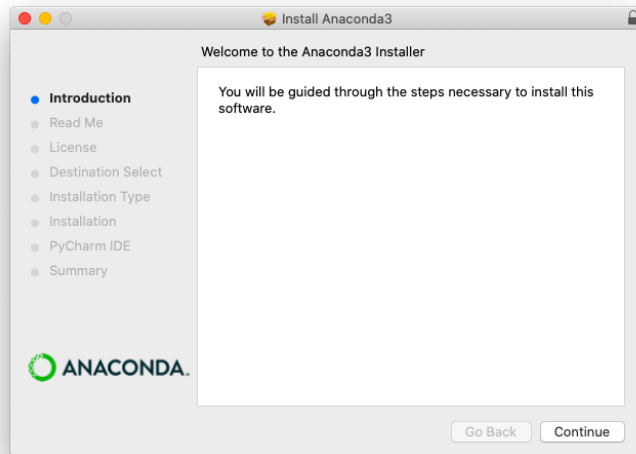 Install Anaconda3
Welcome to the Anaconda3 Installer
Introduction
Read Me
License
Destination Select
Installation Type
Installation
PyCharm IDE
Summary
You will be guided through the steps necessary to install this
software.
ANACONDA.
Go Back
Continue